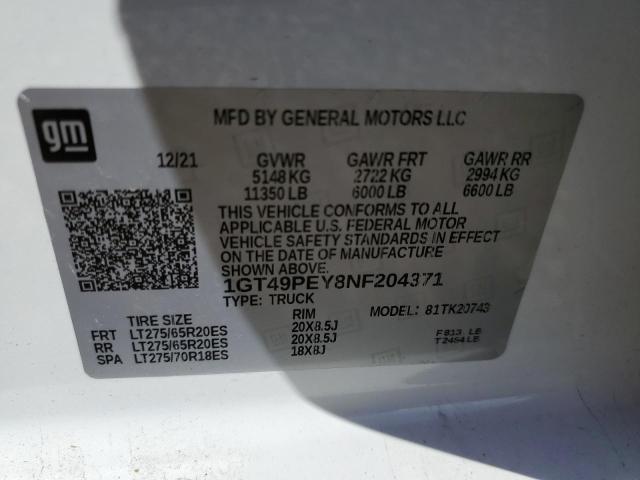 gm
MFD BY GENERAL MOTORS LLC
12/21 GVWR GAWR FRT GAWR RR
5148 KG 2722 KG 2994 KG
11350 LB 6000 LB 6600 LB
THIS VEHICLE CONFORMS TO ALL
APPLICABLE U.S. FEDERAL MOTOR
VEHICLE SAFETY STANDARDS IN EFFECT
ON THE DATE OF MANUFACTURE
SHOWN ABOVE.
1GT49PEY8NF204371
TYPE: TRUCK
MODEL: 81TK20743
TIRE SIZE RIM
FRT LT275/65R20ES 20X8.5J
RR LT275/65R20ES 20X8.5J
SPA LT275/70R18ES 18X8J
F813. LB
T2464LB